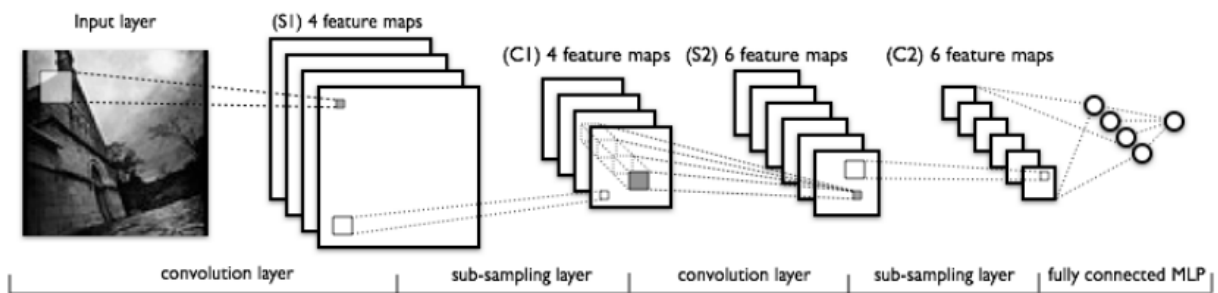 Input layer
(S1) 4 feature maps
(C1) 4 feature maps
(S2) 6 feature maps
(C2) 6 feature maps
convolution layer
sub-sampling layer
convolution layer
sub-sampling layer
fully connected MLP